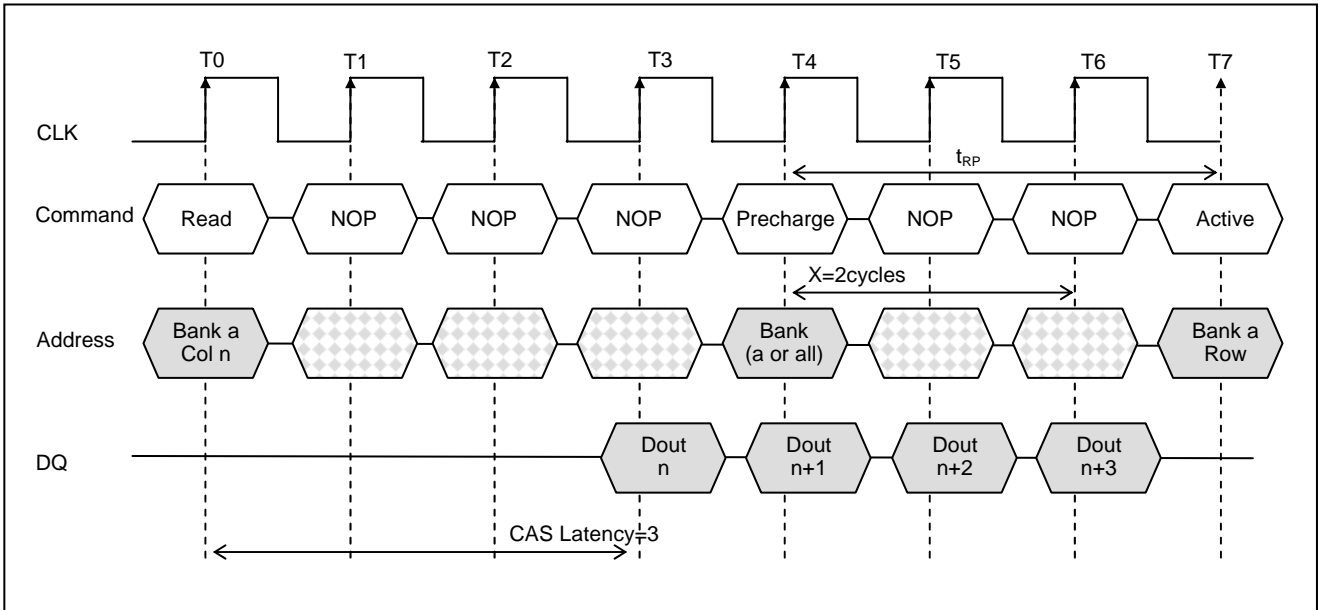 T0 T1 T2 T3 T4 T5 T6 T7
CLK
tRP
Command Read NOP NOP NOP Precharge NOP NOP Active
X=2cycles
Address Bank a Col n Bank (a or all) Bank a Row
DQ Dout n Dout n+1 Dout n+2 Dout n+3
CAS Latency=3